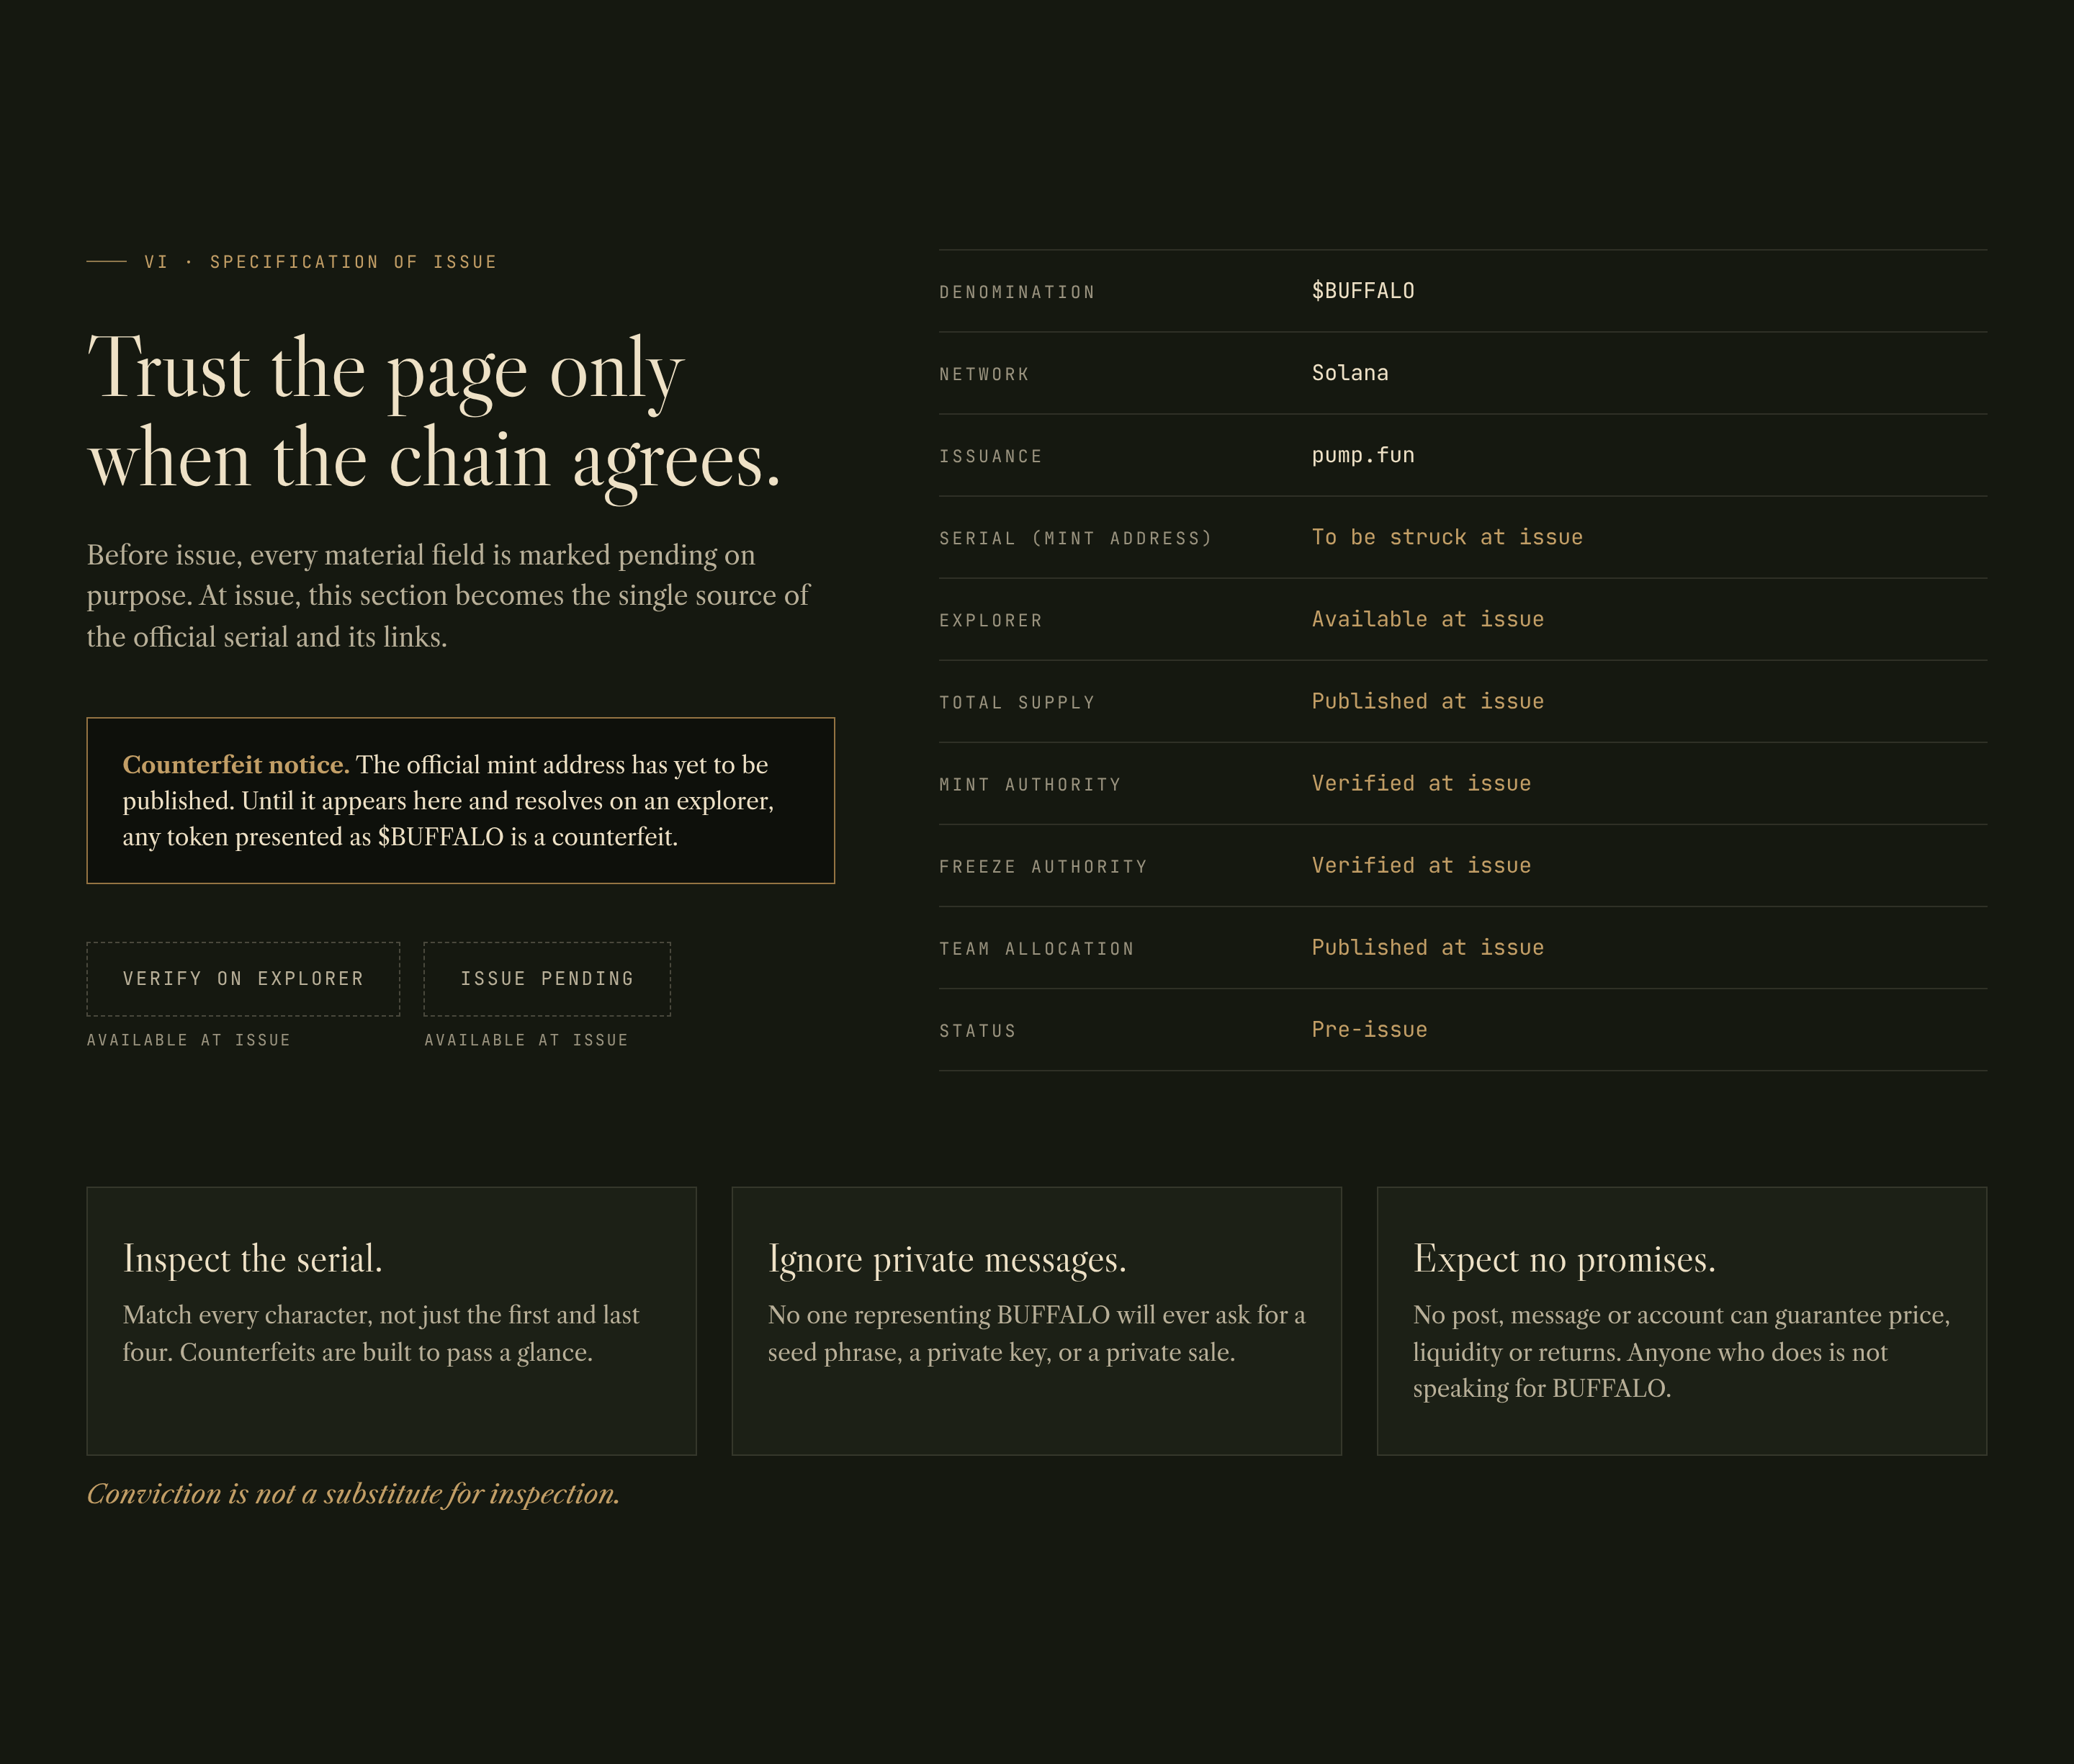 VI · SPECIFICATION OF ISSUE
Trust the page only
when the chain agrees.
Before issue, every material field is marked pending on
purpose. At issue, this section becomes the single source of
the official serial and its links.
Counterfeit notice. The official mint address has yet to be
published. Until it appears here and resolves on an explorer,
any token presented as $BUFFALO is a counterfeit.
VERIFY ON EXPLORER
AVAILABLE AT ISSUE
ISSUE PENDING
AVAILABLE AT ISSUE
DENOMINATION $BUFFALO
NETWORK Solana
ISSUANCE pump.fun
SERIAL (MINT ADDRESS) To be struck at issue
EXPLORER Available at issue
TOTAL SUPPLY Published at issue
MINT AUTHORITY Verified at issue
FREEZE AUTHORITY Verified at issue
TEAM ALLOCATION Published at issue
STATUS Pre-issue
Inspect the serial.
Match every character, not just the first and last
four. Counterfeits are built to pass a glance.
Ignore private messages.
No one representing BUFFALO will ever ask for a
seed phrase, a private key, or a private sale.
Expect no promises.
No post, message or account can guarantee price,
liquidity or returns. Anyone who does is not
speaking for BUFFALO.
Conviction is not a substitute for inspection.